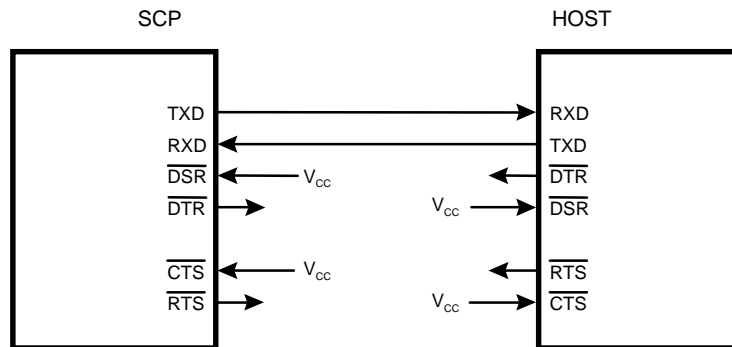 SCP HOST
TXD RXD
RXD TXD
DSR VCC DTR
DTR VCC DSR
CTS VCC RTS
RTS VCC CTS